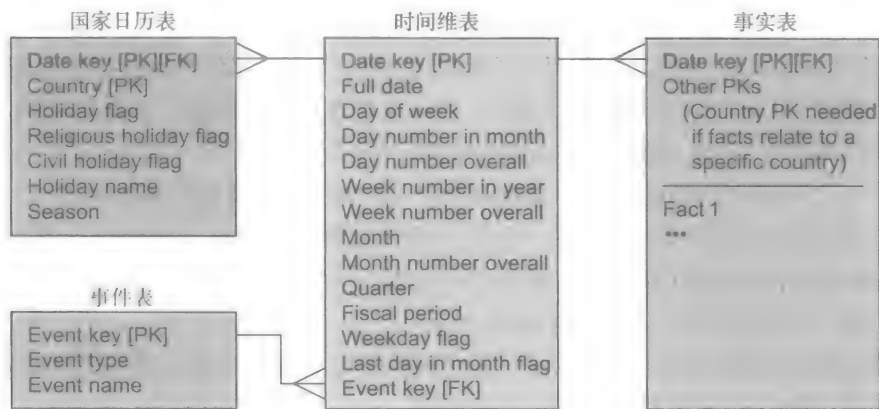 国家日历表
Date key [PK][FK]
Country [PK]
Holiday flag
Religious holiday flag
Civil holiday flag
Holiday name
Season
事件表
Event key [PK]
Event type
Event name
时间维表
Date key [PK]
Full date
Day of week
Day number in month
Day number overall
Week number in year
Week number overall
Month
Month number overall
Quarter
Fiscal period
Weekday flag
Last day in month flag
Event key [FK]
事实表
Date key [PK][FK]
Other PKs
(Country PK needed
if facts relate to a
specific country)
Fact 1
•••